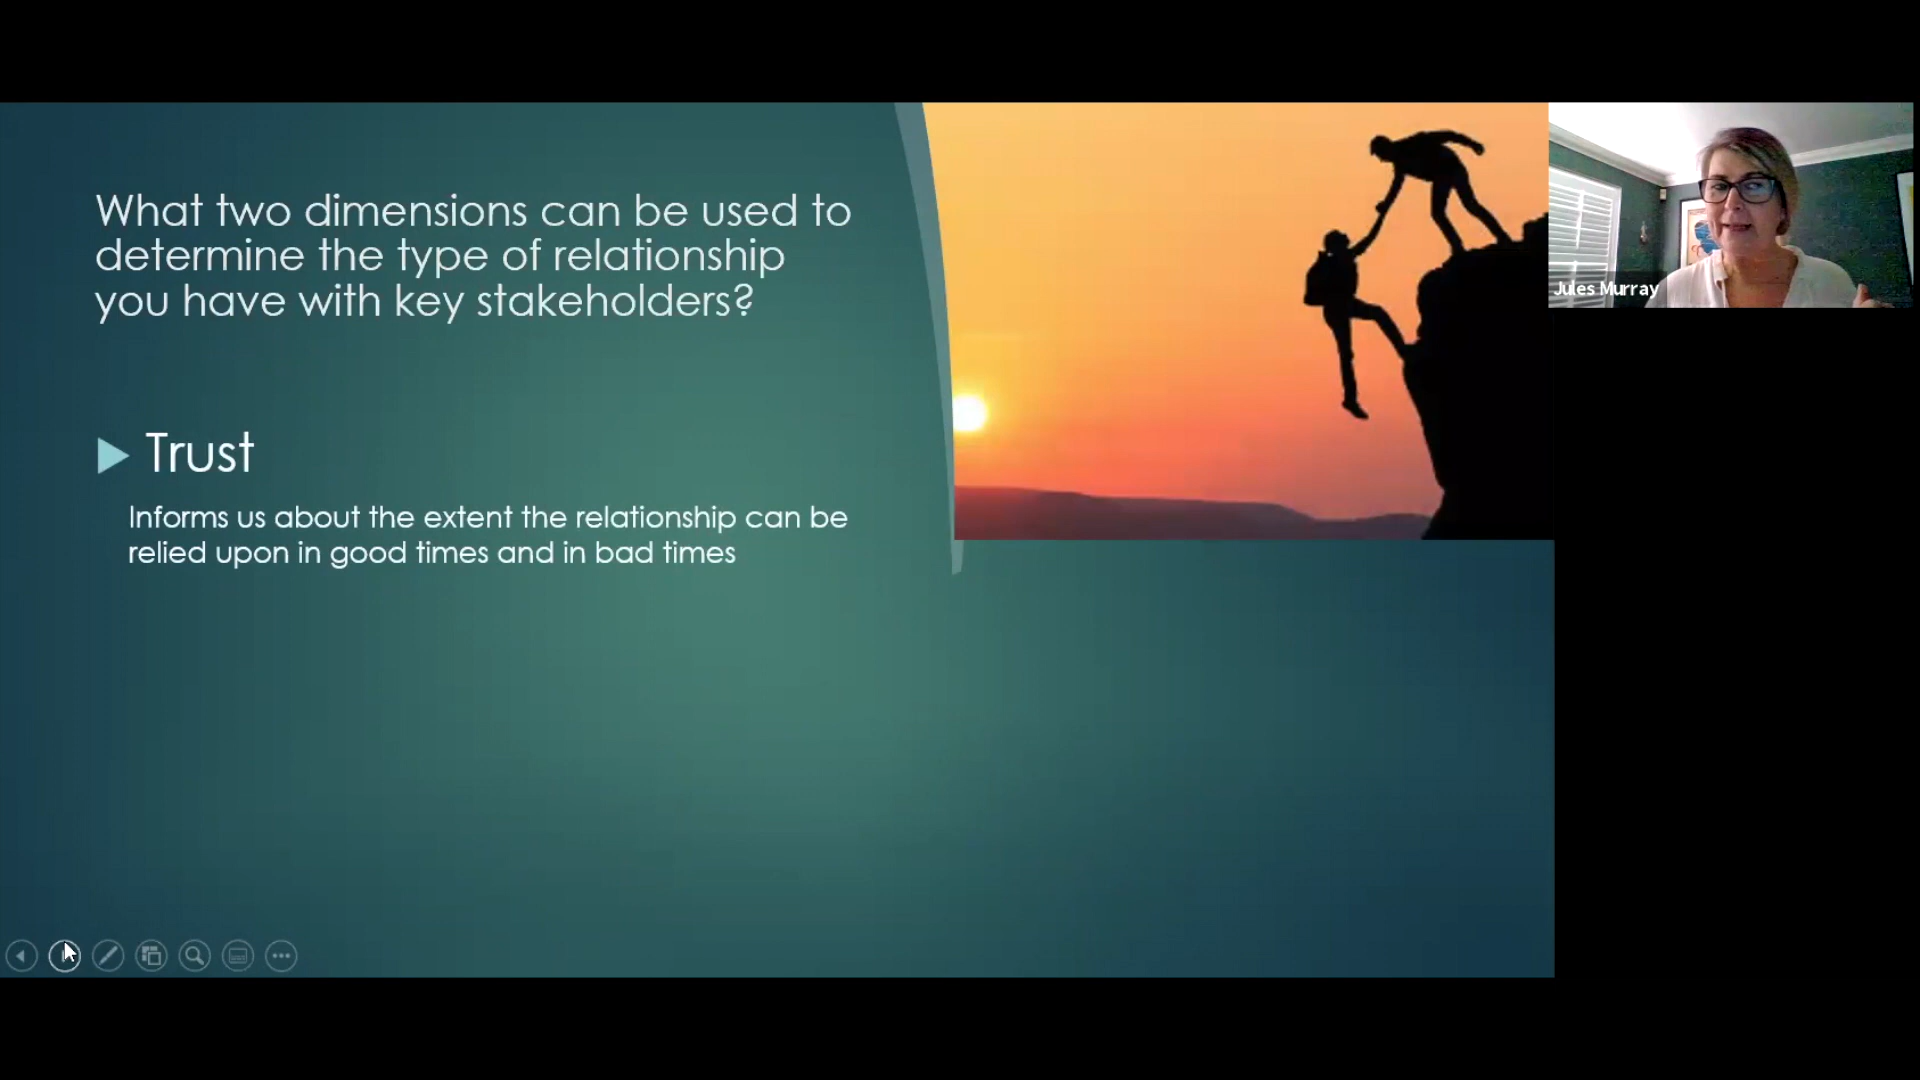 What two dimensions can be used to
determine the type of relationship
you have with key stakeholders?
Trust
Informs us about the extent the relationship can be
relied upon in good times and in bad times
Jules Murray